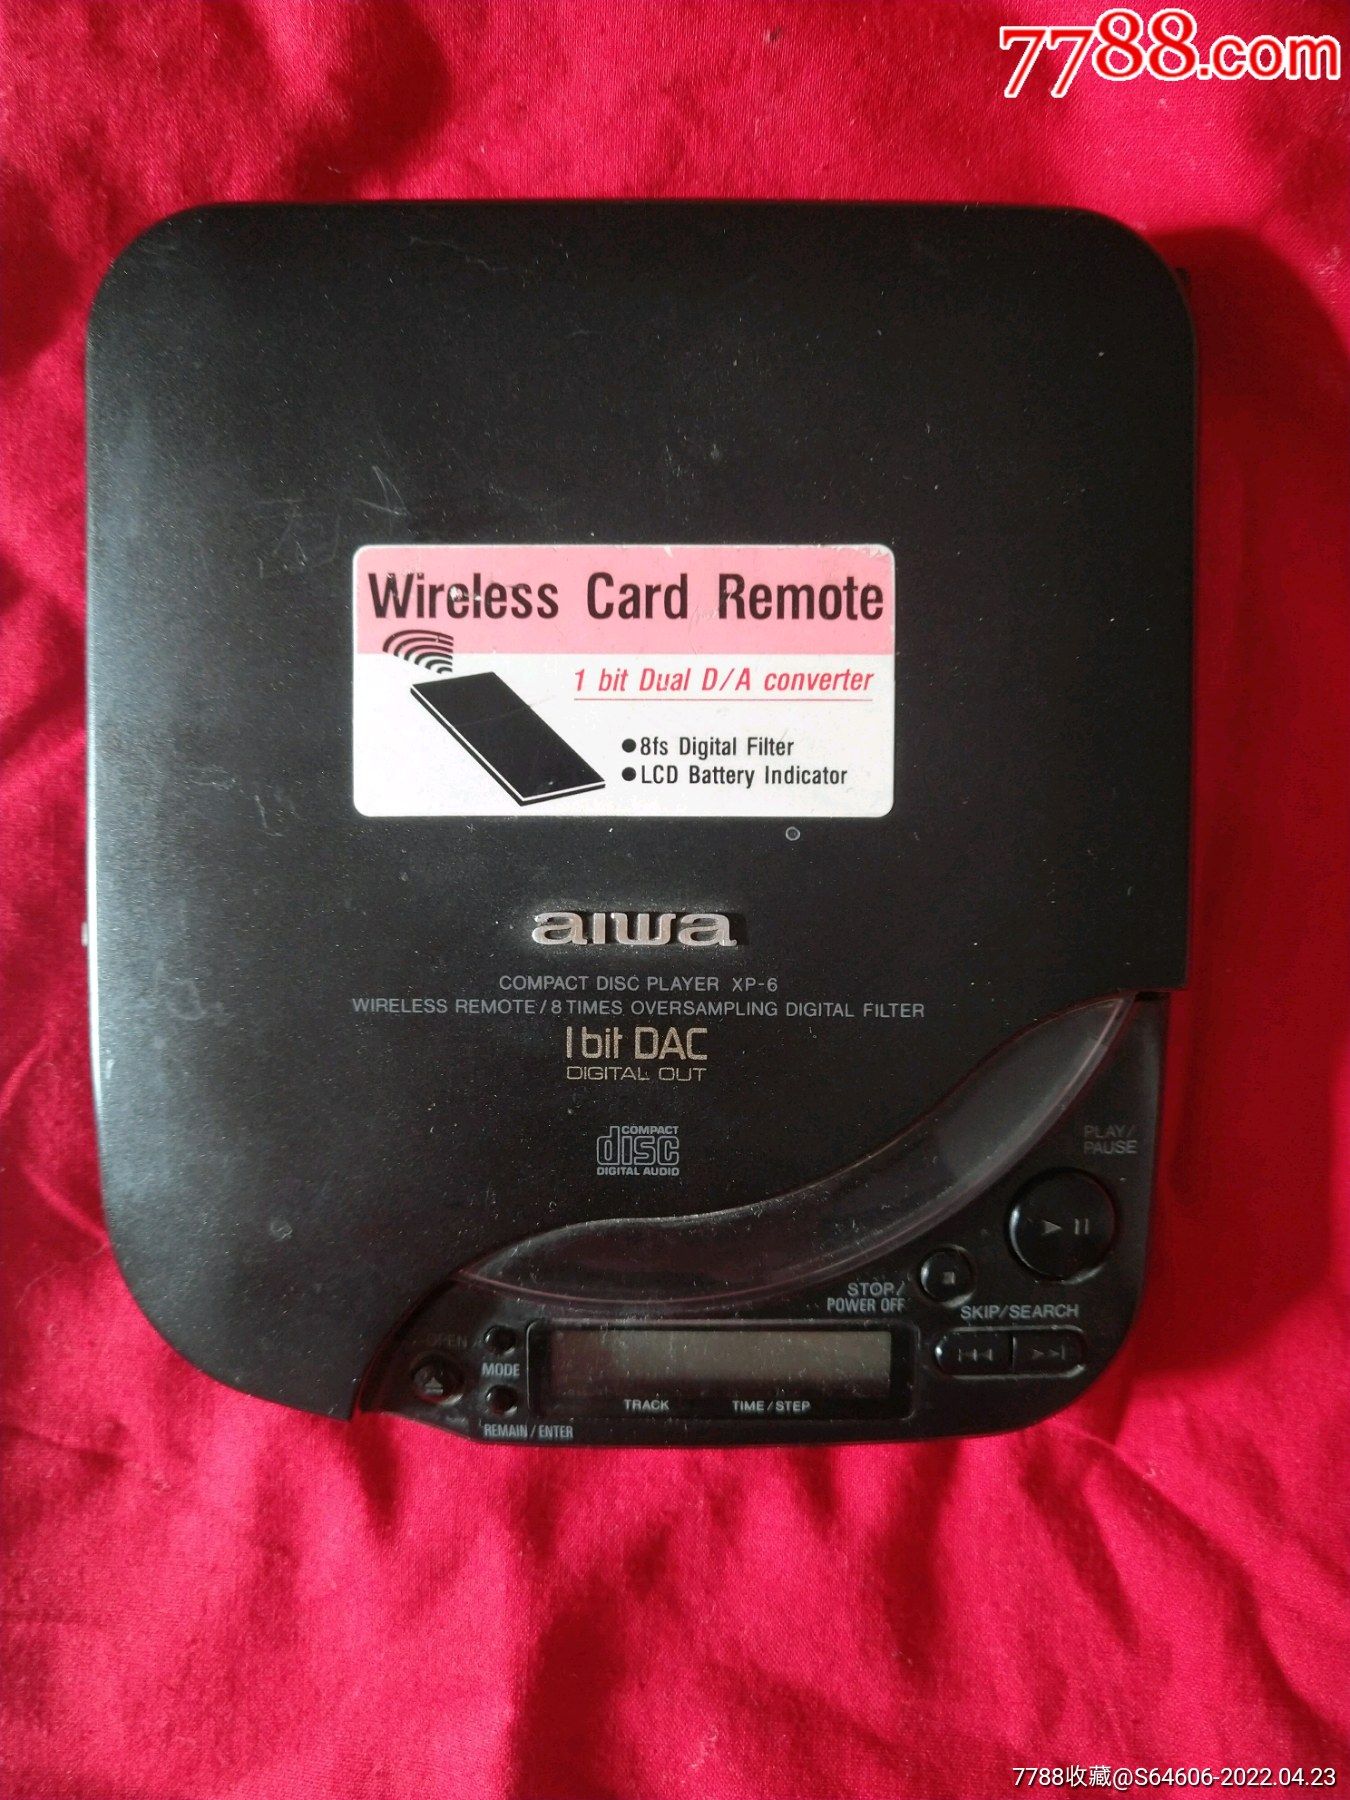 7788.com
Wireless Card Remote
1 bit Dual D/A converter
●8fs Digital Filter
●LCD Battery Indicator
aiwa
COMPACT DISC PLAYER XP-6
WIRELESS REMOTE/8 TIMES OVERSAMPLING DIGITAL FILTER
1 bit DAC
DIGITAL OUT
COMPACT
disc
DIGITAL AUDIO
PLAY/
PAUSE
STOP/
POWER OFF
SKIP/SEARCH
OPEN
MODE
TRACK
TIME/STEP
REMAIN/ENTER
7788收藏@S64606-2022.04.23